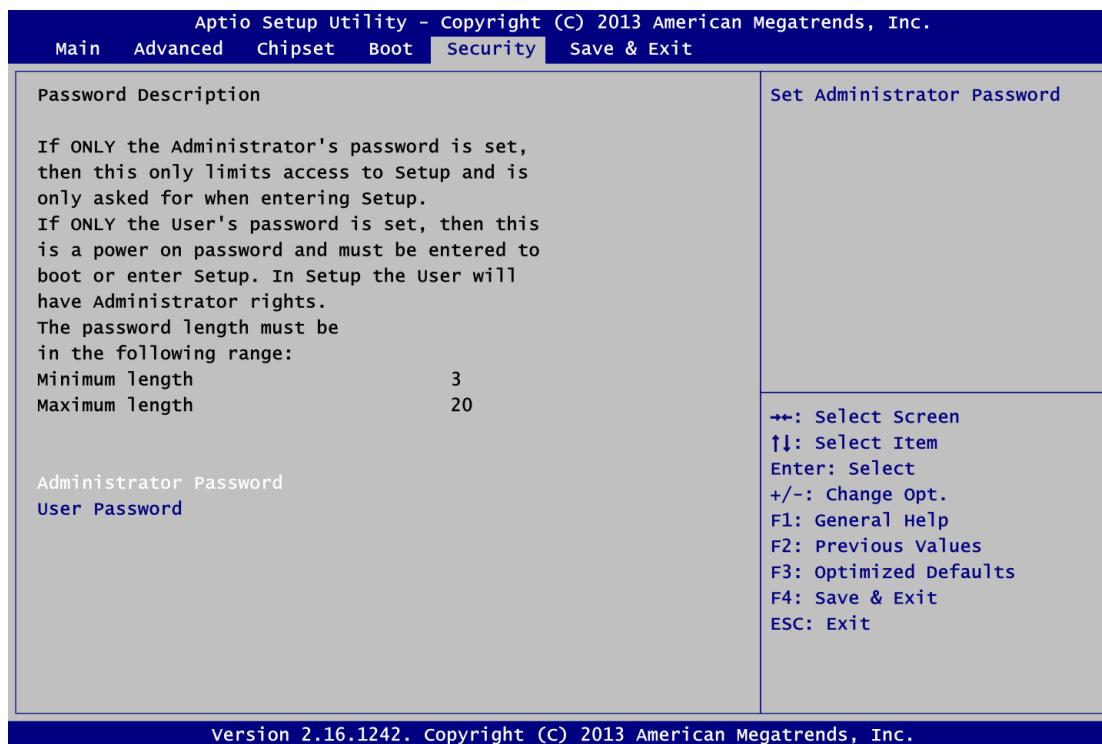 Aptio Setup Utility – Copyright (C) 2013 American Megatrends, Inc.
Main Advanced Chipset Boot Security Save & Exit
Password Description
If ONLY the Administrator's password is set,
then this only limits access to Setup and is
only asked for when entering Setup.
If ONLY the User's password is set, then this
is a power on password and must be entered to
boot or enter Setup. In Setup the User will
have Administrator rights.
The password length must be
in the following range:
Minimum length 3
Maximum length 20
Administrator Password
User Password
Set Administrator Password
→←: Select Screen
↑↓: Select Item
Enter: Select
+/-: Change Opt.
F1: General Help
F2: Previous Values
F3: Optimized Defaults
F4: Save & Exit
ESC: Exit
Version 2.16.1242. Copyright (C) 2013 American Megatrends, Inc.